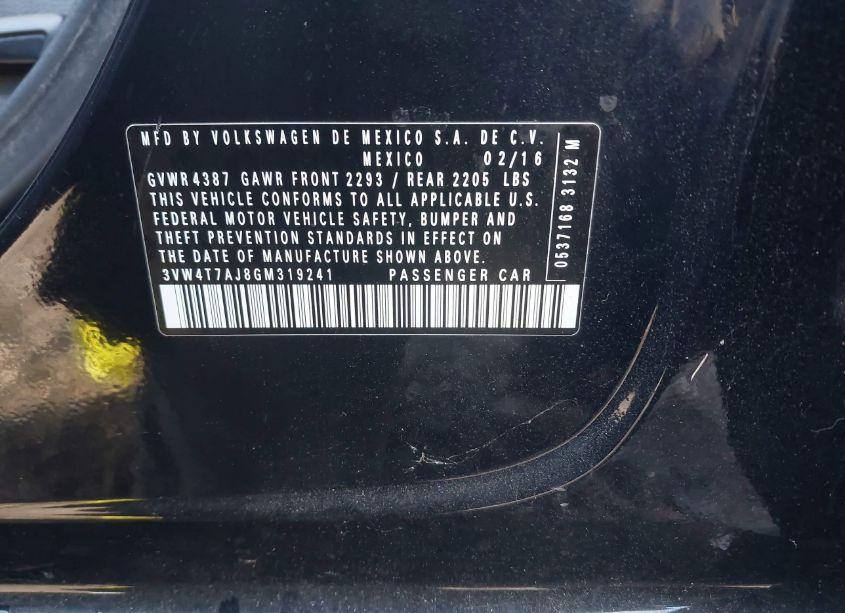 MFD BY VOLKSWAGEN DE MEXICO S.A. DE C.V.
MEXICO 02/16
GVWR 4387 GAWR FRONT 2293 / REAR 2205 LBS
THIS VEHICLE CONFORMS TO ALL APPLICABLE U.S.
FEDERAL MOTOR VEHICLE SAFETY, BUMPER AND
THEFT PREVENTION STANDARDS IN EFFECT ON
THE DATE OF MANUFACTURE SHOWN ABOVE.
3VW4T7AJ8GM319241 PASSENGER CAR
0537168 3132 M